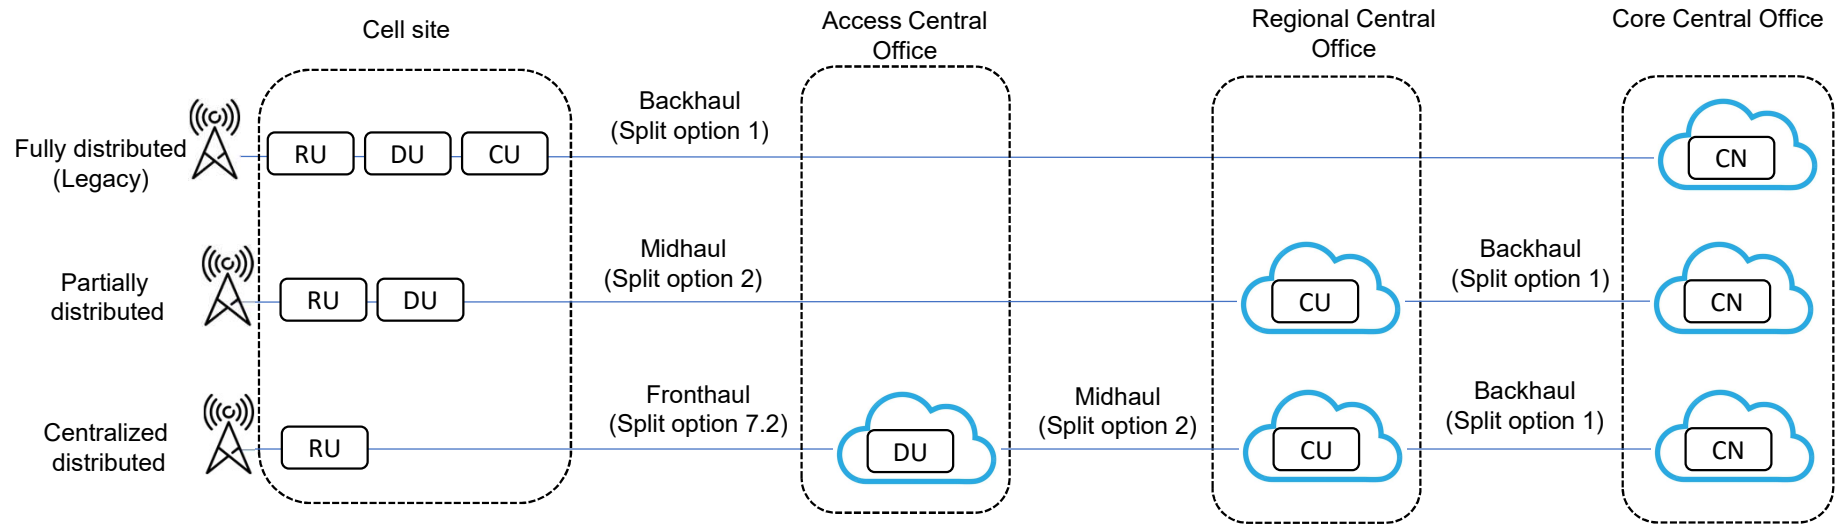 Cell site
Access Central
Office
Regional Central
Office
Core Central Office
Fully distributed
(Legacy)
RU
DU
CU
Backhaul
(Split option 1)
CN
Partially
distributed
RU
DU
Midhaul
(Split option 2)
CU
Backhaul
(Split option 1)
CN
Centralized
distributed
RU
Fronthaul
(Split option 7.2)
DU
Midhaul
(Split option 2)
CU
Backhaul
(Split option 1)
CN